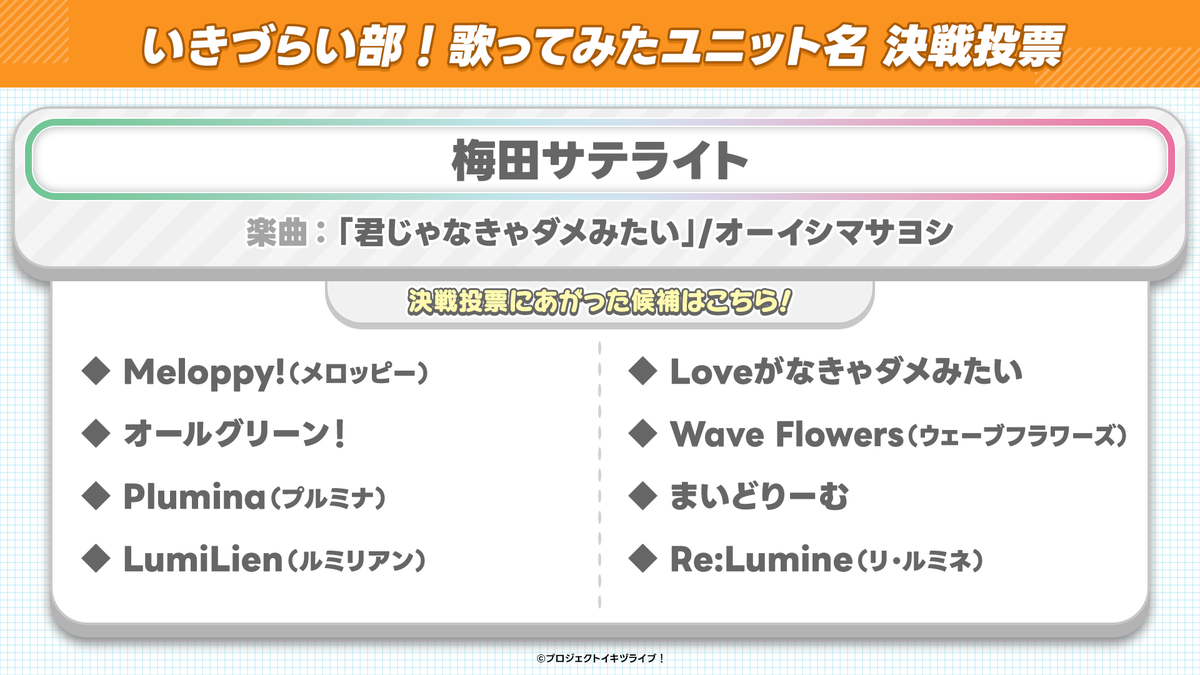 いきづらい部！歌ってみたユニット名 決戦投票
梅田サテライト
楽曲：「君じゃなきゃダメみたい」/オーイシマサヨシ
決戦投票にあがった候補はこちら！
◆ Meloppy!（メロッピー）
◆ オールグリーン！
◆ Plumina（プルミナ）
◆ LumiLien（ルミリアン）
◆ Loveがなきゃダメみたい
◆ Wave Flowers（ウェーブフラワーズ）
◆ まいどりーむ
◆ Re:Lumine（リ・ルミネ）
©プロジェクトイキヅライブ！